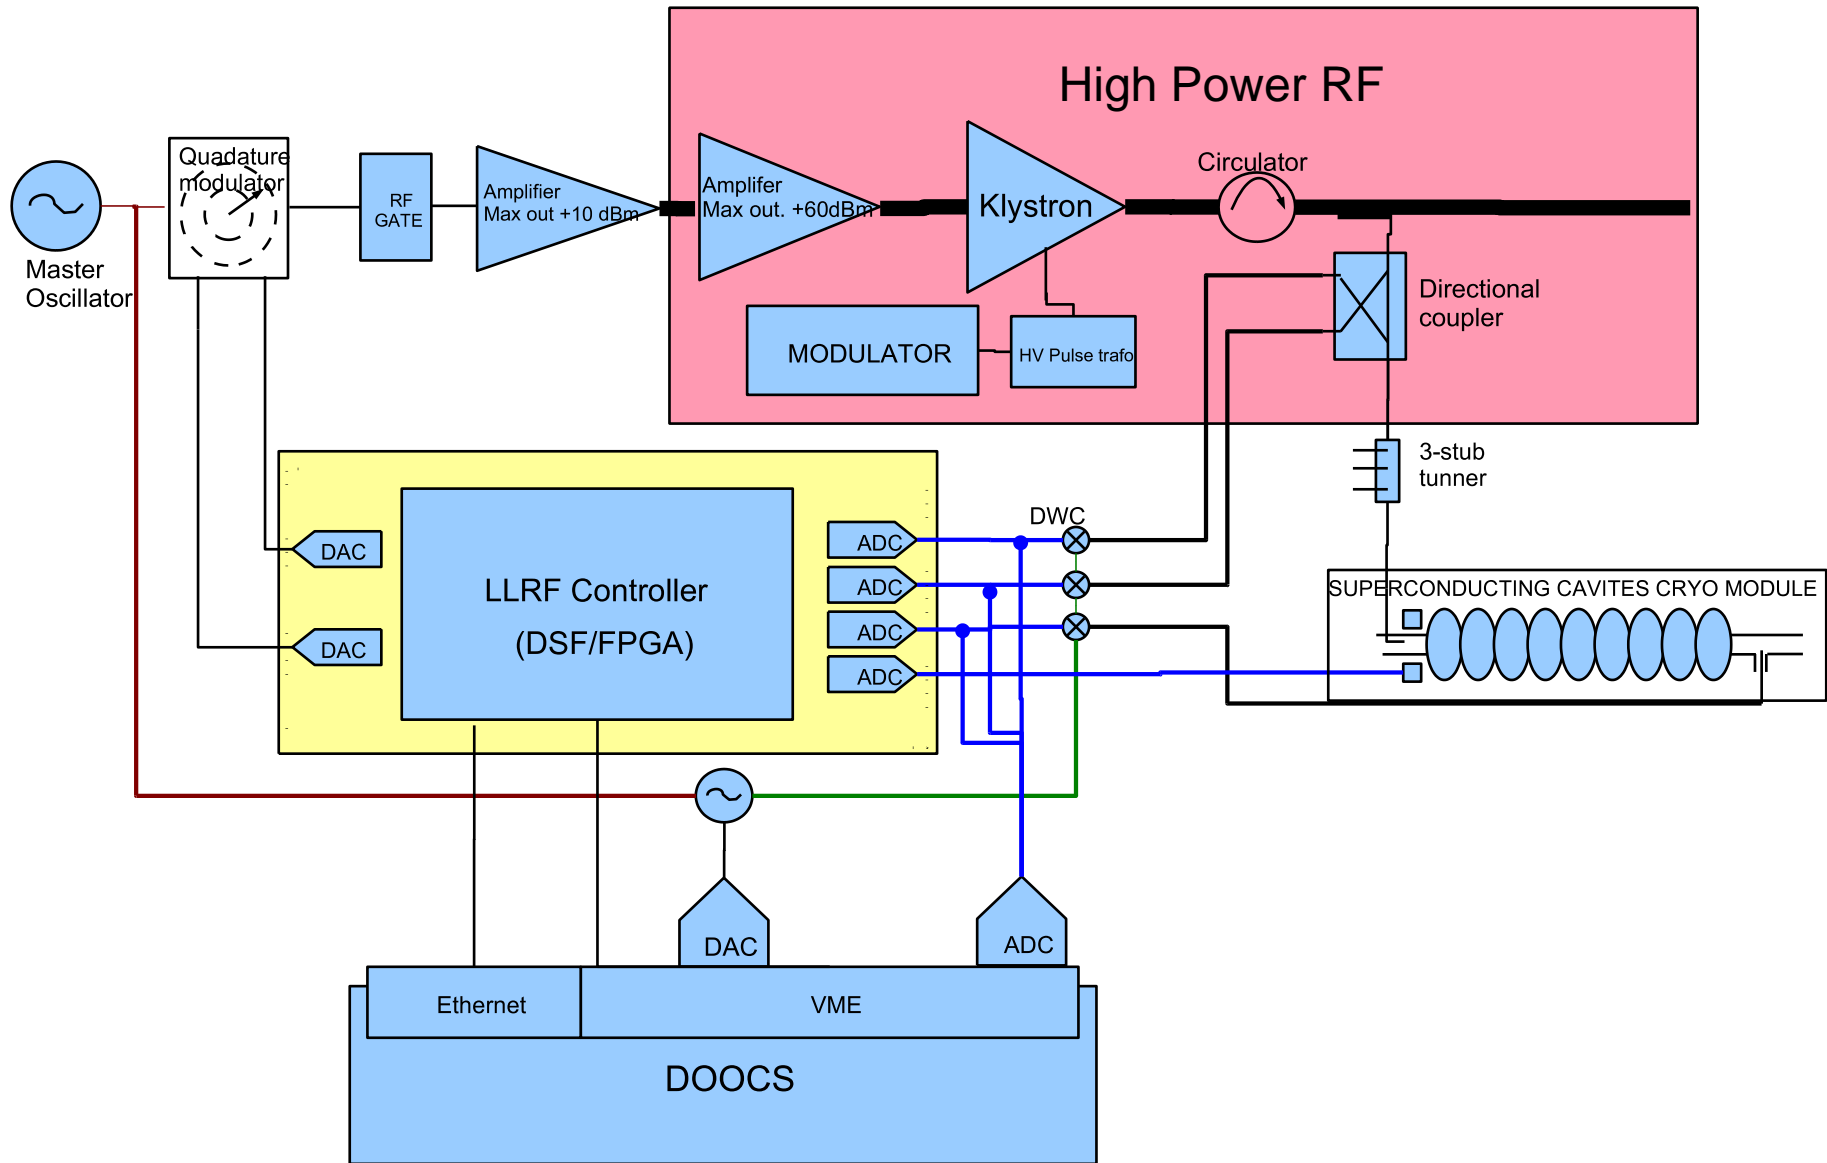 High Power RF
Quadature
modulator
Circulator
RF
GATE
Amplifier
Max out +10 dBm
Amplifer
Max out. +60dBm
Klystron
Master
Oscillator
Directional
coupler
MODULATOR
HV Pulse trafo
3-stub
tunner
DWC
DAC
ADC
LLRF Controller
(DSF/FPGA)
ADC
SUPERCONDUCTING CAVITES CRYO MODULE
DAC
ADC
ADC
DAC
ADC
Ethernet
VME
DOOCS